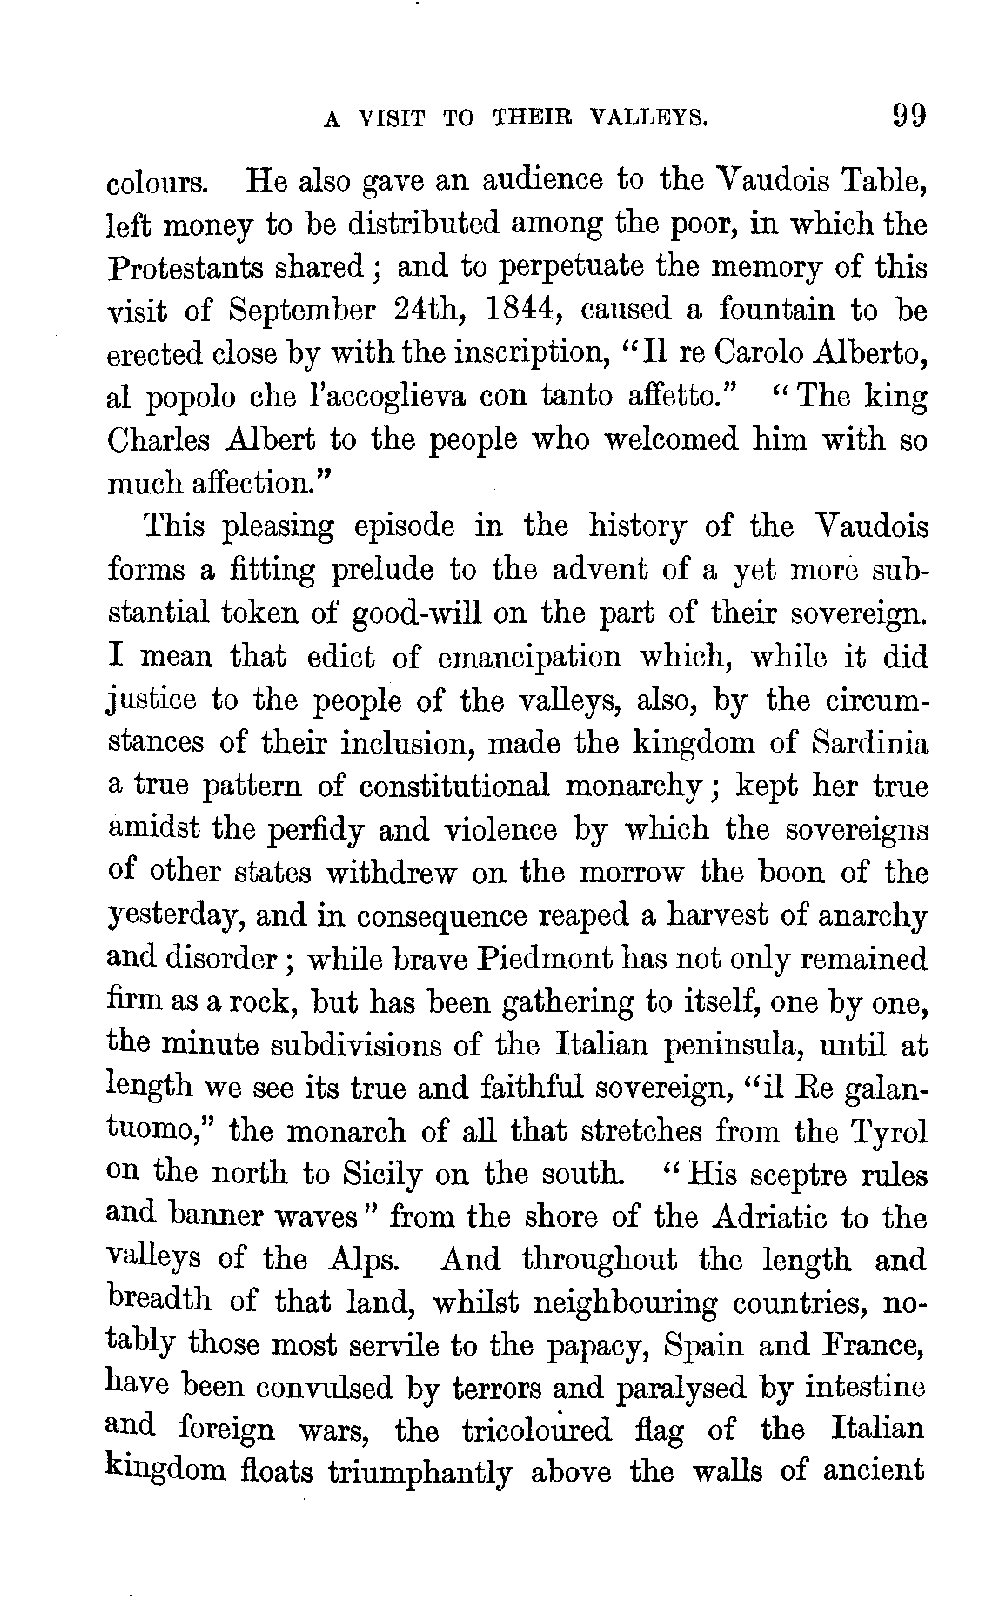 A VISIT TO THEIR VALLEYS. 99
colours. He also gave an audience to the Vaudois Table,
left money to be distributed among the poor, in which the
Protestants shared; and to perpetuate the memory of this
visit of September 24th, 1844, caused a fountain to be
erected close by with the inscription, "Il re Carolo Alberto,
al popolo che l'accoglieva con tanto affetto." "The king
Charles Albert to the people who welcomed him with so
much affection."
This pleasing episode in the history of the Vaudois
forms a fitting prelude to the advent of a yet more sub-
stantial token of good-will on the part of their sovereign.
I mean that edict of emancipation which, while it did
justice to the people of the valleys, also, by the circum-
stances of their inclusion, made the kingdom of Sardinia
a true pattern of constitutional monarchy; kept her true
amidst the perfidy and violence by which the sovereigns
of other states withdrew on the morrow the boon of the
yesterday, and in consequence reaped a harvest of anarchy
and disorder; while brave Piedmont has not only remained
firm as a rock, but has been gathering to itself, one by one,
the minute subdivisions of the Italian peninsula, until at
length we see its true and faithful sovereign, "il Re galan-
tuomo," the monarch of all that stretches from the Tyrol
on the north to Sicily on the south. "His sceptre rules
and banner waves" from the shore of the Adriatic to the
valleys of the Alps. And throughout the length and
breadth of that land, whilst neighbouring countries, no-
tably those most servile to the papacy, Spain and France,
have been convulsed by terrors and paralysed by intestine
and foreign wars, the tricoloured flag of the Italian
kingdom floats triumphantly above the walls of ancient